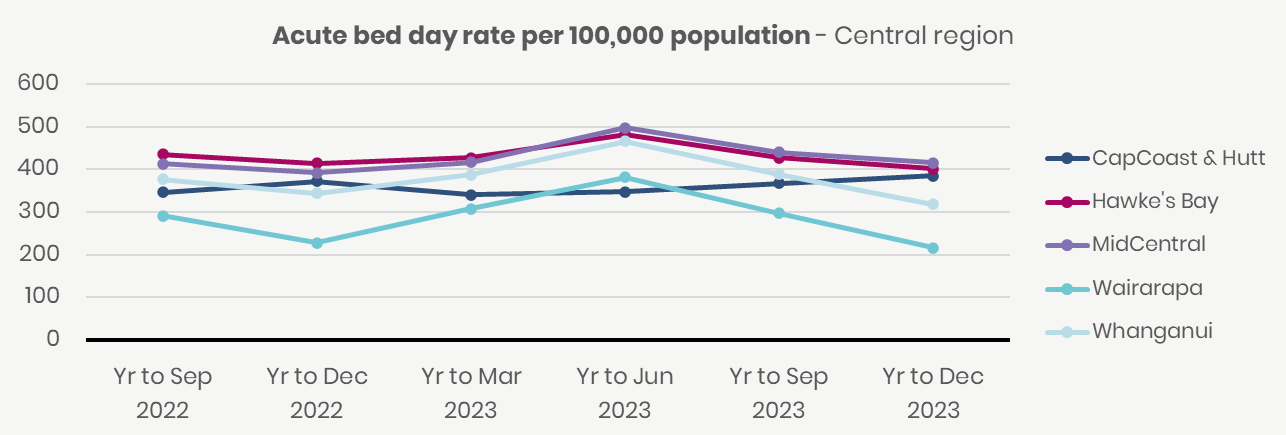 Acute bed day rate per 100,000 population - Central region
600
500
400
300
200
100
0
Yr to Sep 2022
Yr to Dec 2022
Yr to Mar 2023
Yr to Jun 2023
Yr to Sep 2023
Yr to Dec 2023
CapCoast & Hutt
Hawke's Bay
MidCentral
Wairarapa
Whanganui